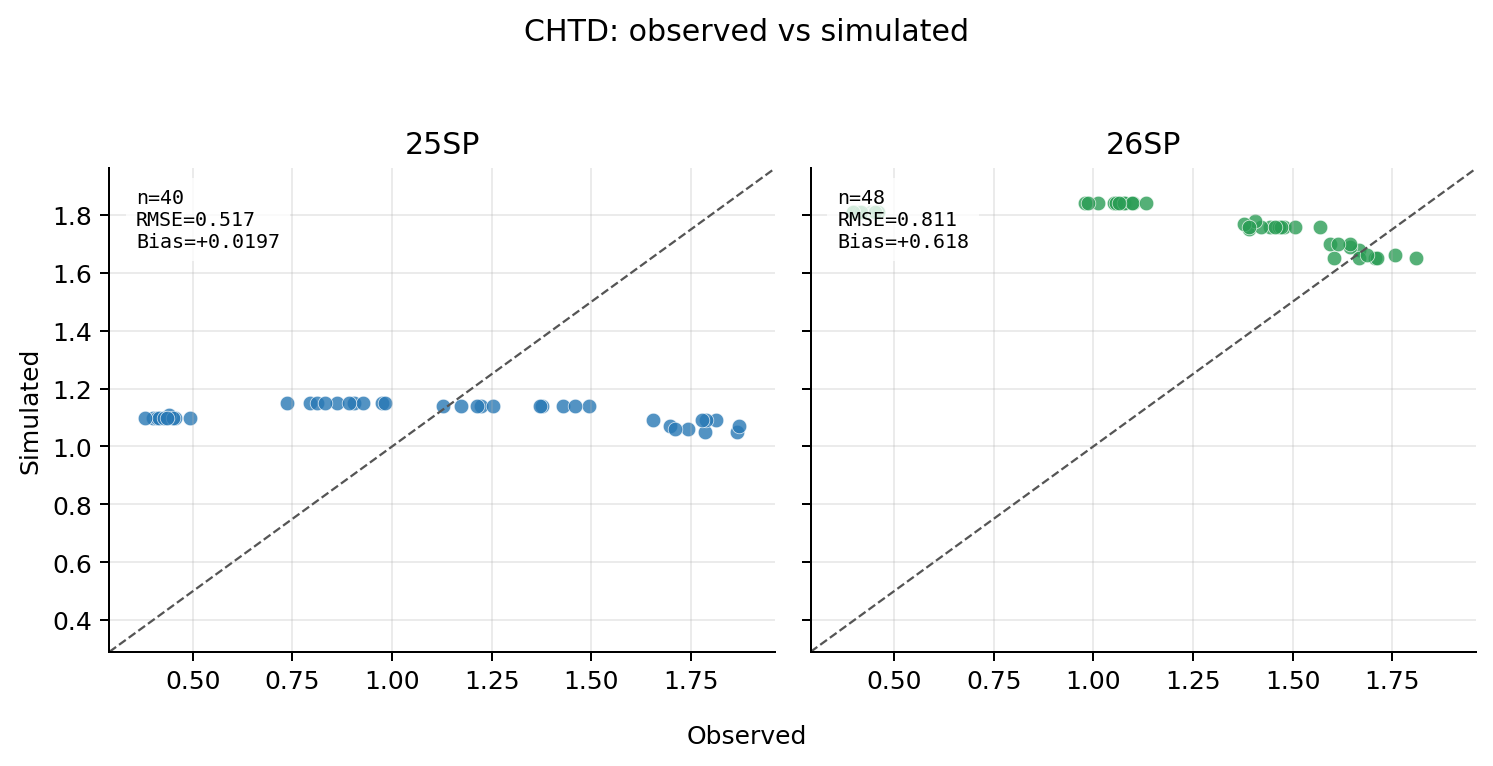 CHTD: observed vs simulated
25SP
26SP
n=40
RMSE=0.517
Bias=+0.0197
n=48
RMSE=0.811
Bias=+0.618
Simulated
1.8
1.6
1.4
1.2
1.0
0.8
0.6
0.4
0.50 0.75 1.00 1.25 1.50 1.75
0.50 0.75 1.00 1.25 1.50 1.75
Observed